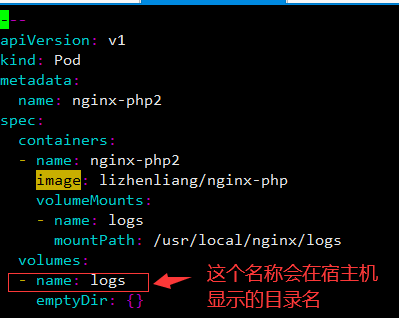 ---
apiVersion: v1
kind: Pod
metadata:
  name: nginx-php2
spec:
  containers:
  - name: nginx-php2
    image: lizhenliang/nginx-php
    volumeMounts:
    - name: logs
      mountPath: /usr/local/nginx/logs
  volumes:
  - name: logs
    emptyDir: {}
这个名称会在宿主机
显示的目录名